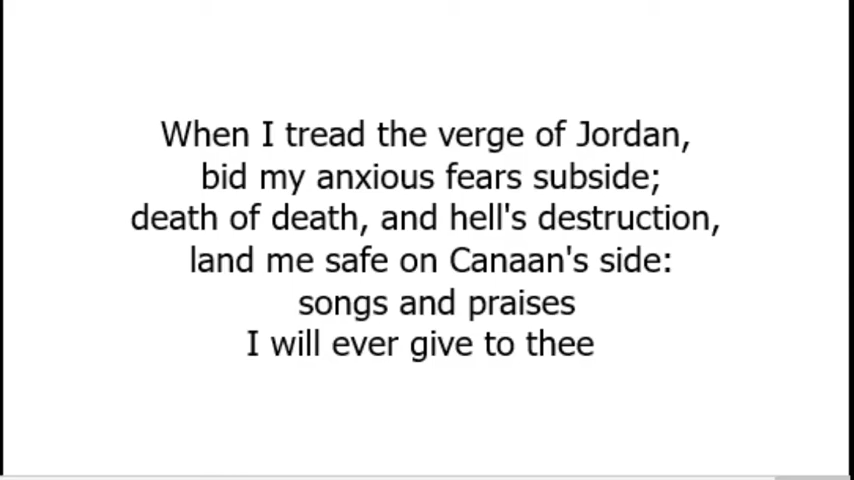 When I tread the verge of Jordan,
bid my anxious fears subside;
death of death, and hell's destruction,
land me safe on Canaan's side:
songs and praises
I will ever give to thee